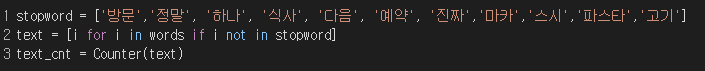 1 stopword = ['방문','정말', '하나', '식사', '다음', '예약', '진짜','마카','스시','파스타','고기']
2 text = [i for i in words if i not in stopword]
3 text_cnt = Counter(text)